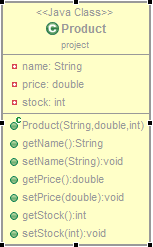 <<Java Class>>
Product
project
name: String
price: double
stock: int
Product(String,double,int)
getName():String
setName(String):void
getPrice():double
setPrice(double):void
getStock():int
setStock(int):void